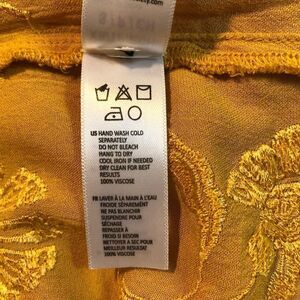 US HAND WASH COLD
SEPARATELY
DO NOT BLEACH
HANG TO DRY
COOL IRON IF NEEDED
DRY CLEAN FOR BEST
RESULTS
100% VISCOSE
FR LAVER À LA MAIN À L'EAU
FROIDE SÉPARÉMENT
NE PAS BLANCHIR
SUSPENDRE POUR
SÉCHAGE
REPASSER À
FROID SI BESOIN
NETTOYER A SEC POUR
MEILLEUR RESULTATS
100% VISCOSE